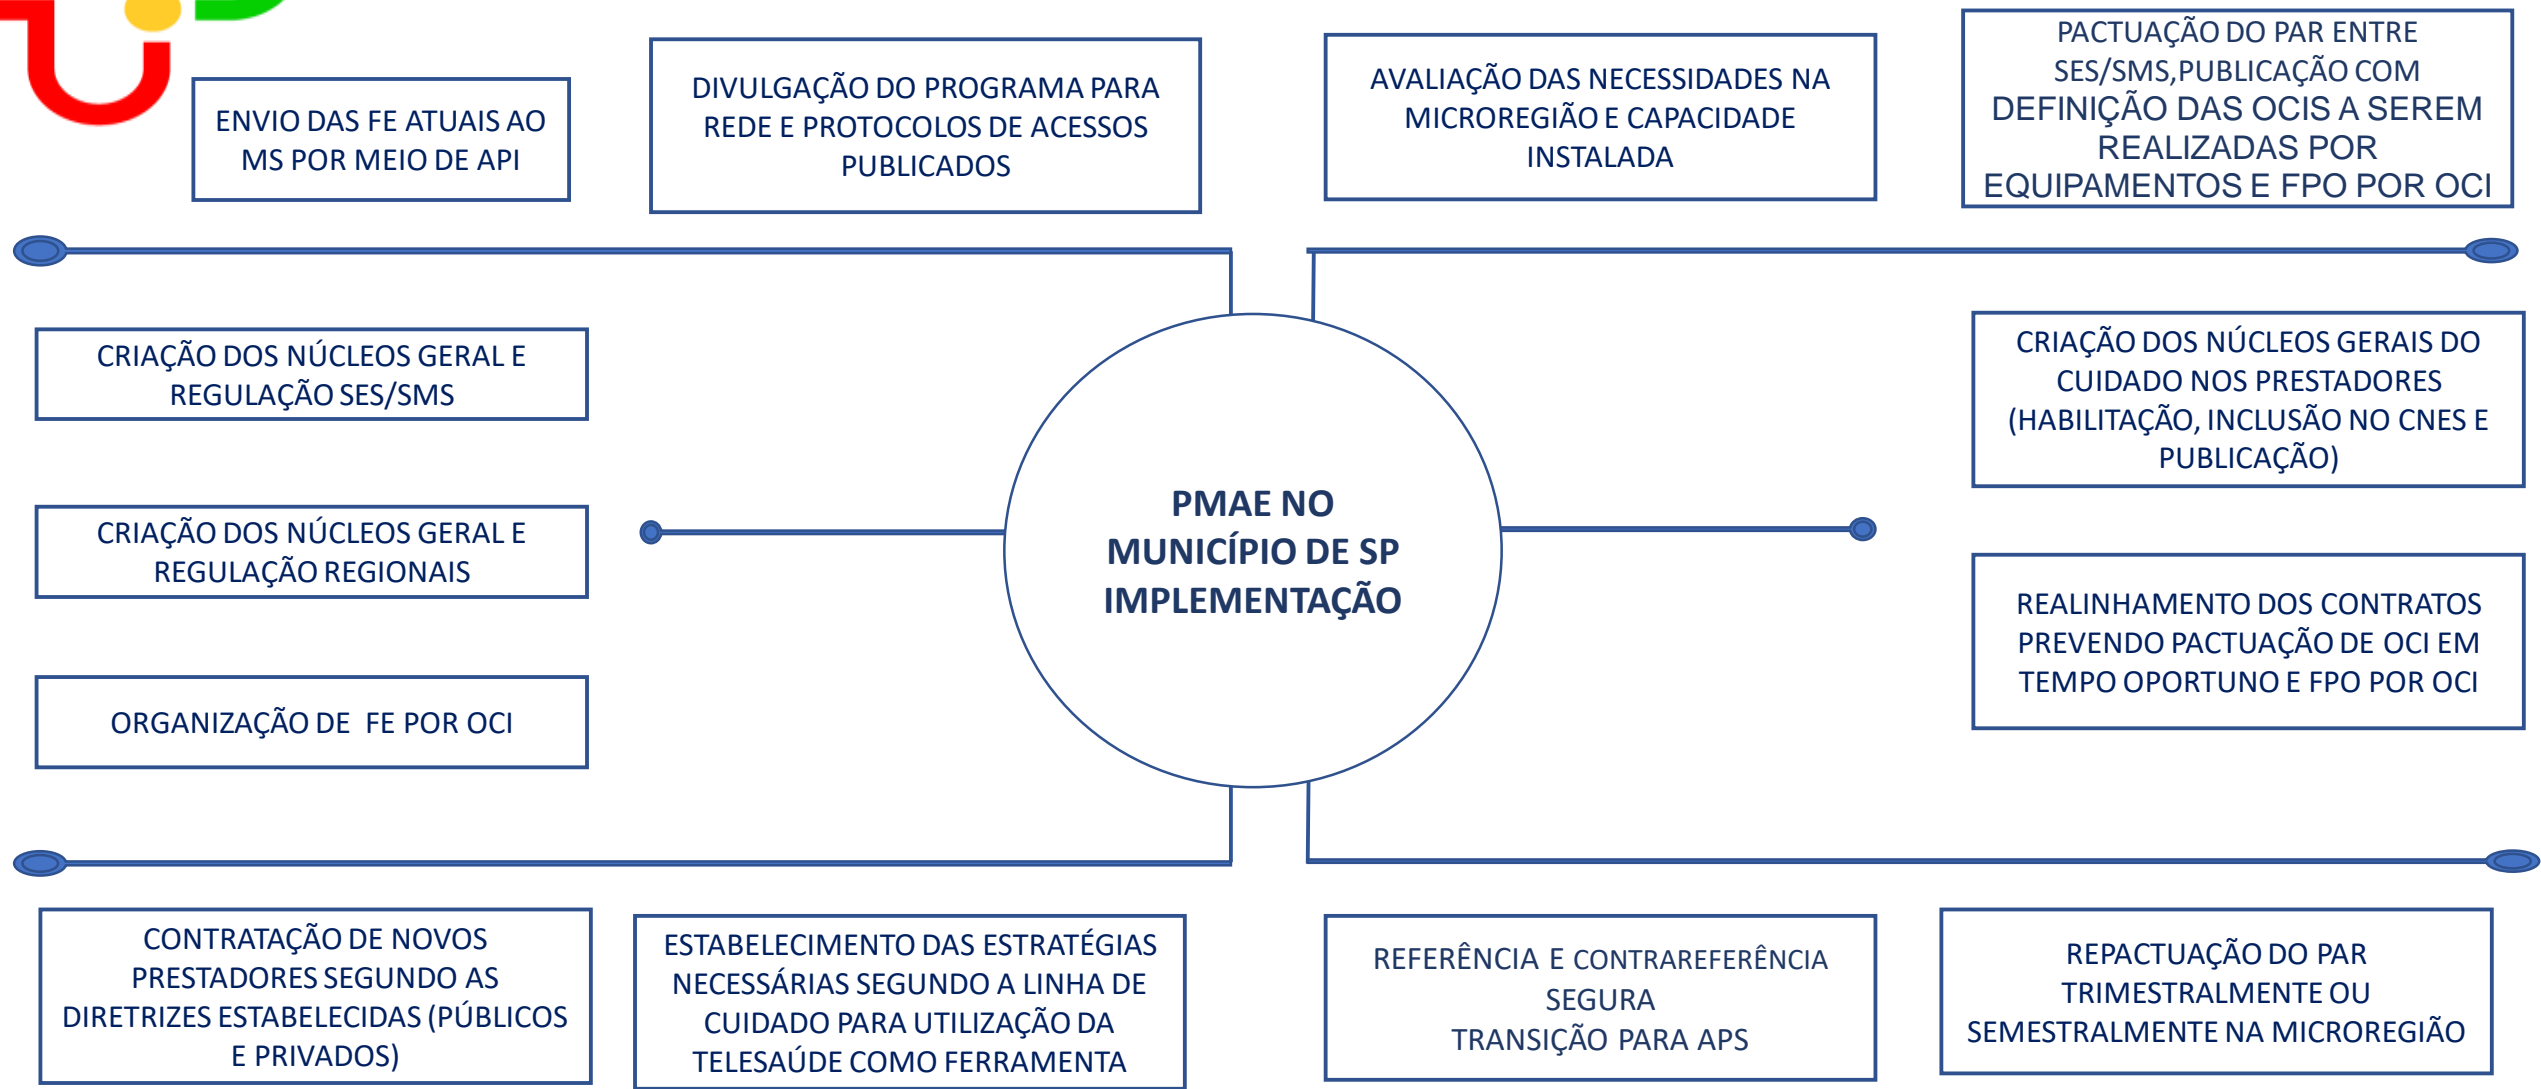 ENVIO DAS FE ATUAIS AO
MS POR MEIO DE API
DIVULGAÇÃO DO PROGRAMA PARA
REDE E PROTOCOLOS DE ACESSOS
PUBLICADOS
AVALIAÇÃO DAS NECESSIDADES NA
MICROREGIÃO E CAPACIDADE
INSTALADA
PACTUAÇÃO DO PAR ENTRE
SES/SMS,PUBLICAÇÃO COM
DEFINIÇÃO DAS OCIS A SEREM
REALIZADAS POR
EQUIPAMENTOS E FPO POR OCI
CRIAÇÃO DOS NÚCLEOS GERAL E
REGULAÇÃO SES/SMS
CRIAÇÃO DOS NÚCLEOS GERAL E
REGULAÇÃO REGIONAIS
ORGANIZAÇÃO DE  FE POR OCI
PMAE NO
MUNICÍPIO DE SP
IMPLEMENTAÇÃO
CRIAÇÃO DOS NÚCLEOS GERAIS DO
CUIDADO NOS PRESTADORES
(HABILITAÇÃO, INCLUSÃO NO CNES E
PUBLICAÇÃO)
REALINHAMENTO DOS CONTRATOS
PREVENDO PACTUAÇÃO DE OCI EM
TEMPO OPORTUNO E FPO POR OCI
CONTRATAÇÃO DE NOVOS
PRESTADORES SEGUNDO AS
DIRETRIZES ESTABELECIDAS (PÚBLICOS
E PRIVADOS)
ESTABELECIMENTO DAS ESTRATÉGIAS
NECESSÁRIAS SEGUNDO A LINHA DE
CUIDADO PARA UTILIZAÇÃO DA
TELESAÚDE COMO FERRAMENTA
REFERÊNCIA E CONTRAREFERÊNCIA
SEGURA
TRANSIÇÃO PARA APS
REPACTUAÇÃO DO PAR
TRIMESTRALMENTE OU
SEMESTRALMENTE NA MICROREGIÃO